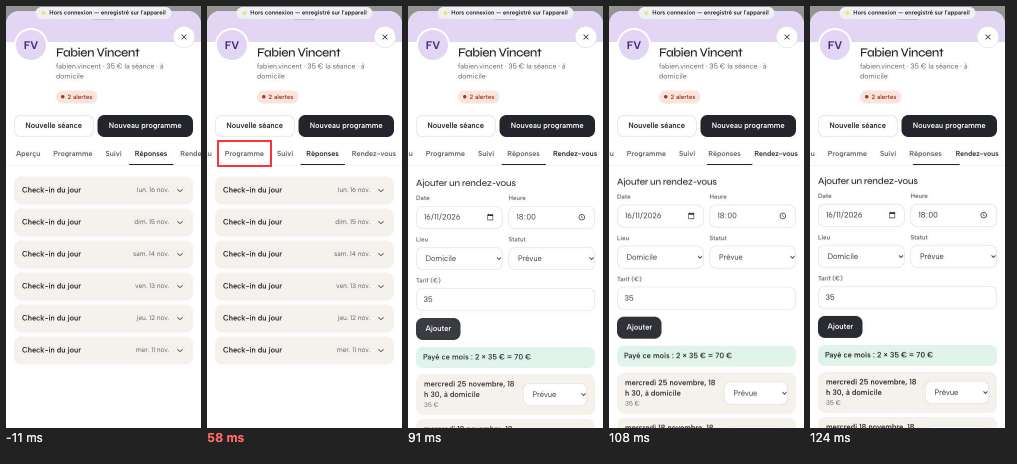 Hors connexion — enregistré sur l'appareil
FV
Fabien Vincent
fabien.vincent · 35 € la séance · à
domicile
2 alertes
Nouvelle séance
Nouveau programme
Aperçu Programme Suivi Réponses Rende
Check-in du jour lun. 16 nov.
Check-in du jour dim. 15 nov.
Check-in du jour sam. 14 nov.
Check-in du jour ven. 13 nov.
Check-in du jour jeu. 12 nov.
Check-in du jour mer. 11 nov.
-11 ms
Hors connexion — enregistré sur l'appareil
FV
Fabien Vincent
fabien.vincent · 35 € la séance · à
domicile
2 alertes
Nouvelle séance
Nouveau programme
u Programme Suivi Réponses Rendez-vous
Check-in du jour lun. 16 nov.
Check-in du jour dim. 15 nov.
Check-in du jour sam. 14 nov.
Check-in du jour ven. 13 nov.
Check-in du jour jeu. 12 nov.
Check-in du jour mer. 11 nov.
58 ms
Hors connexion — enregistré sur l'appareil
FV
Fabien Vincent
fabien.vincent · 35 € la séance · à
domicile
2 alertes
Nouvelle séance
Nouveau programme
u Programme Suivi Réponses Rendez-vous
Ajouter un rendez-vous
Date Heure
16/11/2026 18:00
Lieu Statut
Domicile Prévue
Tarif (€)
35
Ajouter
Payé ce mois : 2 × 35 € = 70 €
mercredi 25 novembre, 18
h 30, à domicile
35 €
Prévue
91 ms
Hors connexion — enregistré sur l'appareil
FV
Fabien Vincent
fabien.vincent · 35 € la séance · à
domicile
2 alertes
Nouvelle séance
Nouveau programme
u Programme Suivi Réponses Rendez-vous
Ajouter un rendez-vous
Date Heure
16/11/2026 18:00
Lieu Statut
Domicile Prévue
Tarif (€)
35
Ajouter
Payé ce mois : 2 × 35 € = 70 €
mercredi 25 novembre, 18
h 30, à domicile
35 €
Prévue
108 ms
Hors connexion — enregistré sur l'appareil
FV
Fabien Vincent
fabien.vincent · 35 € la séance · à
domicile
2 alertes
Nouvelle séance
Nouveau programme
u Programme Suivi Réponses Rendez-vous
Ajouter un rendez-vous
Date Heure
16/11/2026 18:00
Lieu Statut
Domicile Prévue
Tarif (€)
35
Ajouter
Payé ce mois : 2 × 35 € = 70 €
mercredi 25 novembre, 18
h 30, à domicile
35 €
Prévue
124 ms